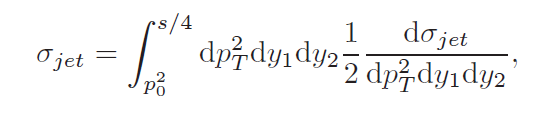 σ_{jet} = ∫_{p_0^2}^{s/4} dp_T^2 dy_1 dy_2 \frac{1}{2} \frac{dσ_{jet}}{dp_T^2 dy_1 dy_2},